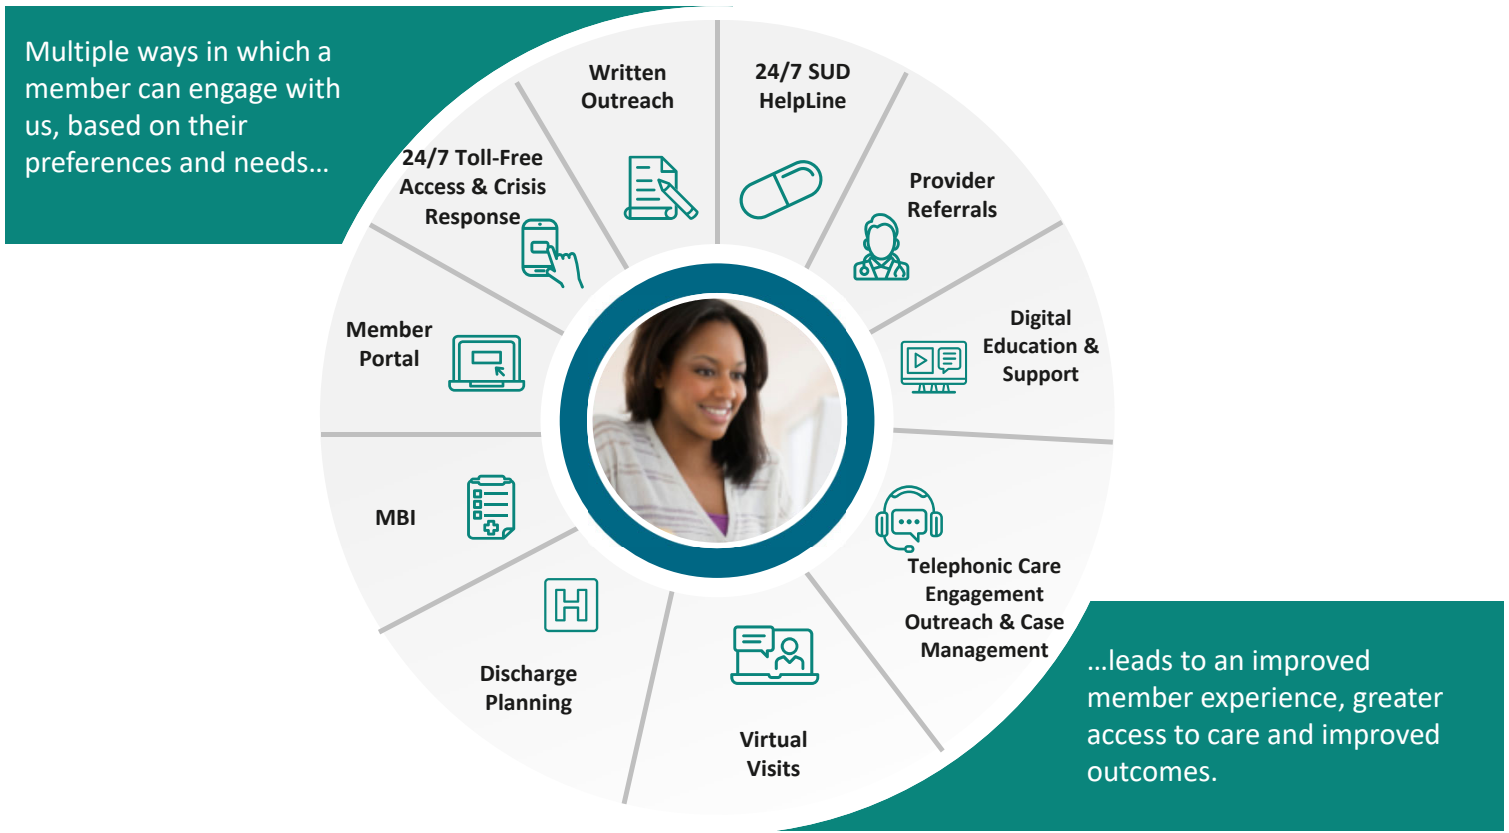 Multiple ways in which a
member can engage with
us, based on their
preferences and needs…
Written
Outreach
24/7 SUD
HelpLine
24/7 Toll-Free
Access & Crisis
Response
Provider
Referrals
Member
Portal
Digital
Education &
Support
MBI
H
Telephonic Care
Engagement
Outreach & Case
Management
Discharge
Planning
Virtual
Visits
…leads to an improved
member experience, greater
access to care and improved
outcomes.